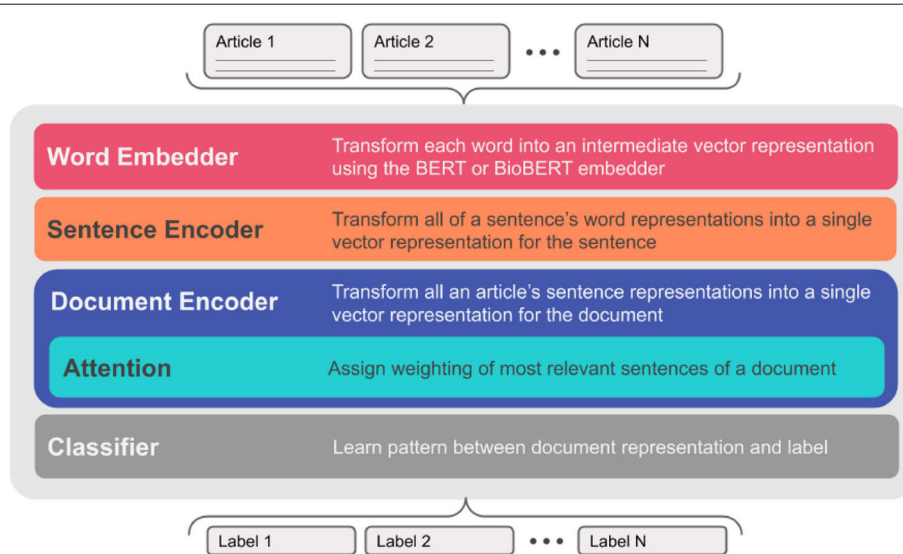 Article 1
Article 2
Article N
Word Embedder
Transform each word into an intermediate vector representation
using the BERT or BioBERT embedder
Sentence Encoder
Transform all of a sentence's word representations into a single
vector representation for the sentence
Document Encoder
Transform all an article's sentence representations into a single
vector representation for the document
Attention
Assign weighting of most relevant sentences of a document
Classifier
Learn pattern between document representation and label
Label 1
Label 2
Label N